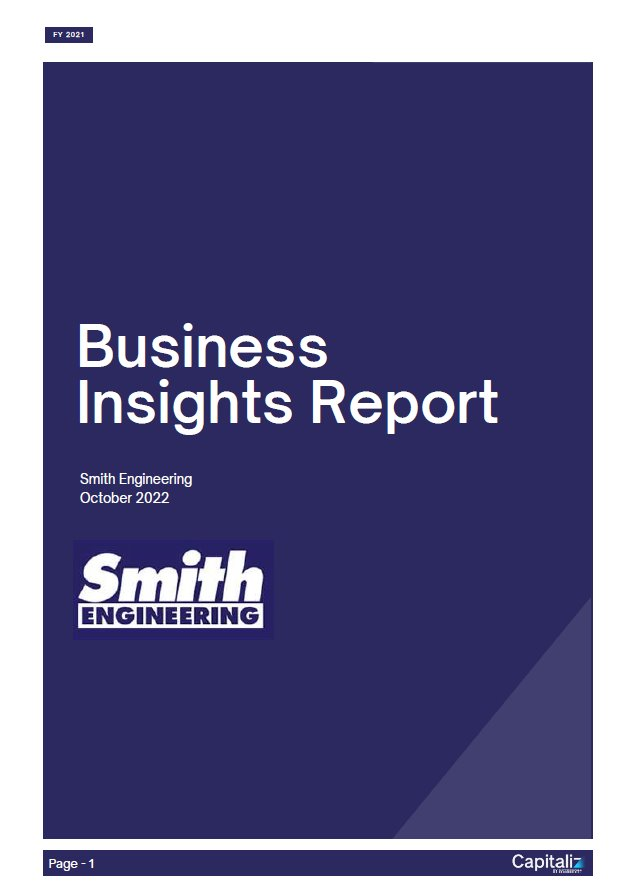 FY 2021
Business
Insights Report
Smith Engineering
October 2022
Smith
ENGINEERING
Page - 1
Capitaliz